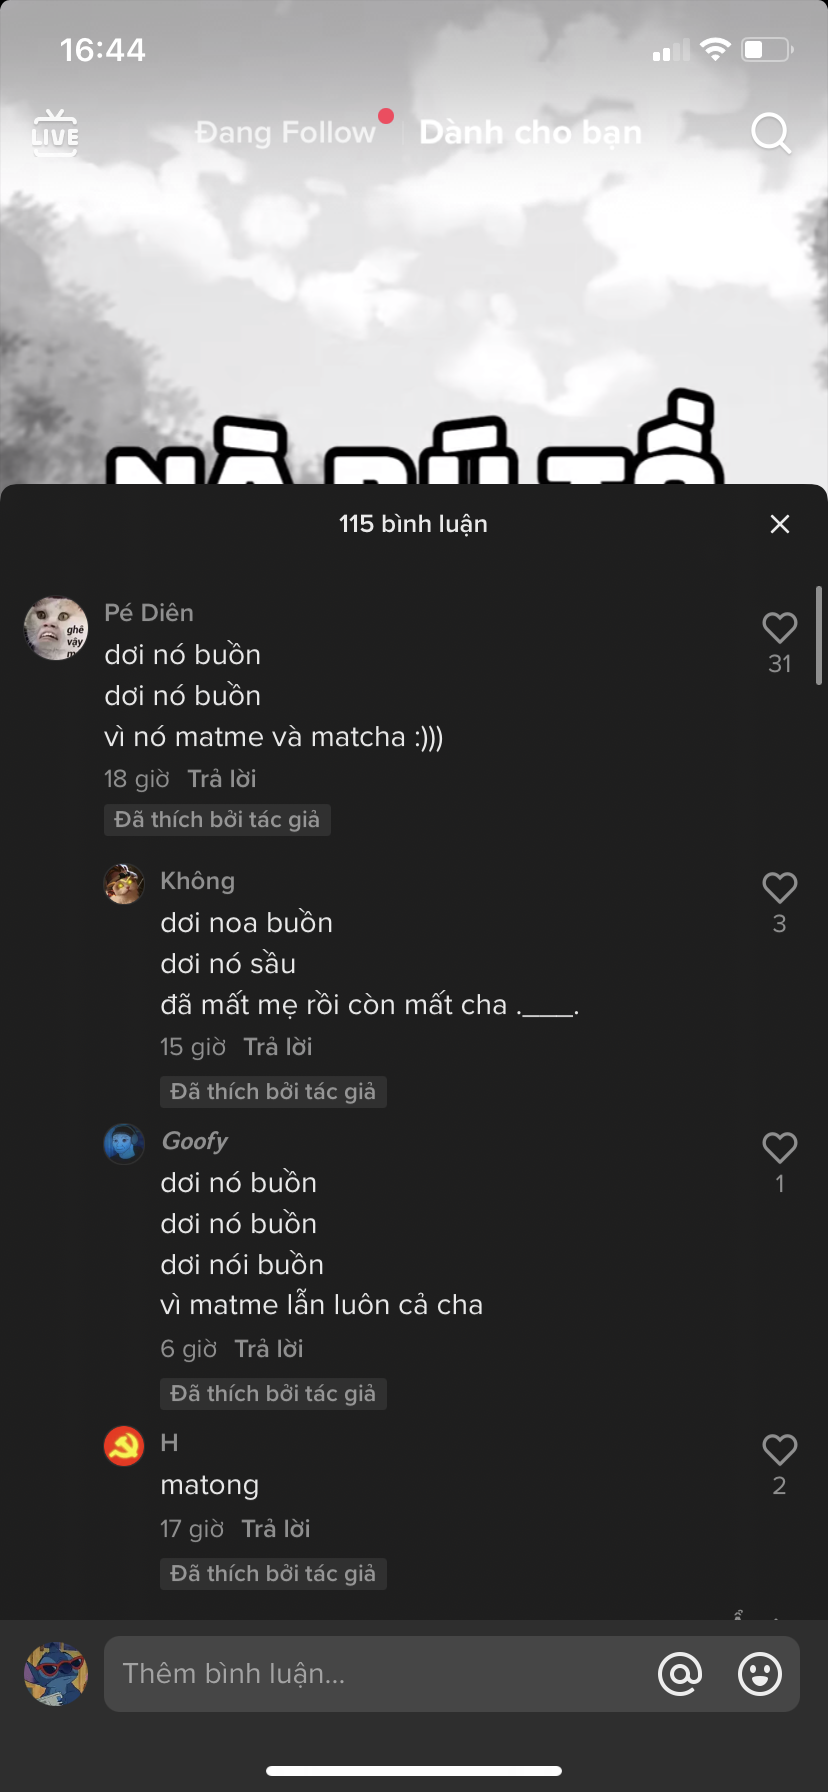 16:44
LIVE
Đang Follow
Dành cho bạn
115 bình luận
ghê
vậy
Pé Diên
dơi nó buồn
dơi nó buồn
vì nó matme và matcha :)))
31
18 giờ Trả lời
Đã thích bởi tác giả
Không
dơi noa buồn
dơi nó sầu
đã mất mẹ rồi còn mất cha .____.
3
15 giờ Trả lời
Đã thích bởi tác giả
Goofy
dơi nó buồn
dơi nó buồn
dơi nói buồn
vì matme lẫn luôn cả cha
1
6 giờ Trả lời
Đã thích bởi tác giả
H
matong
2
17 giờ Trả lời
Đã thích bởi tác giả
Thêm bình luận...